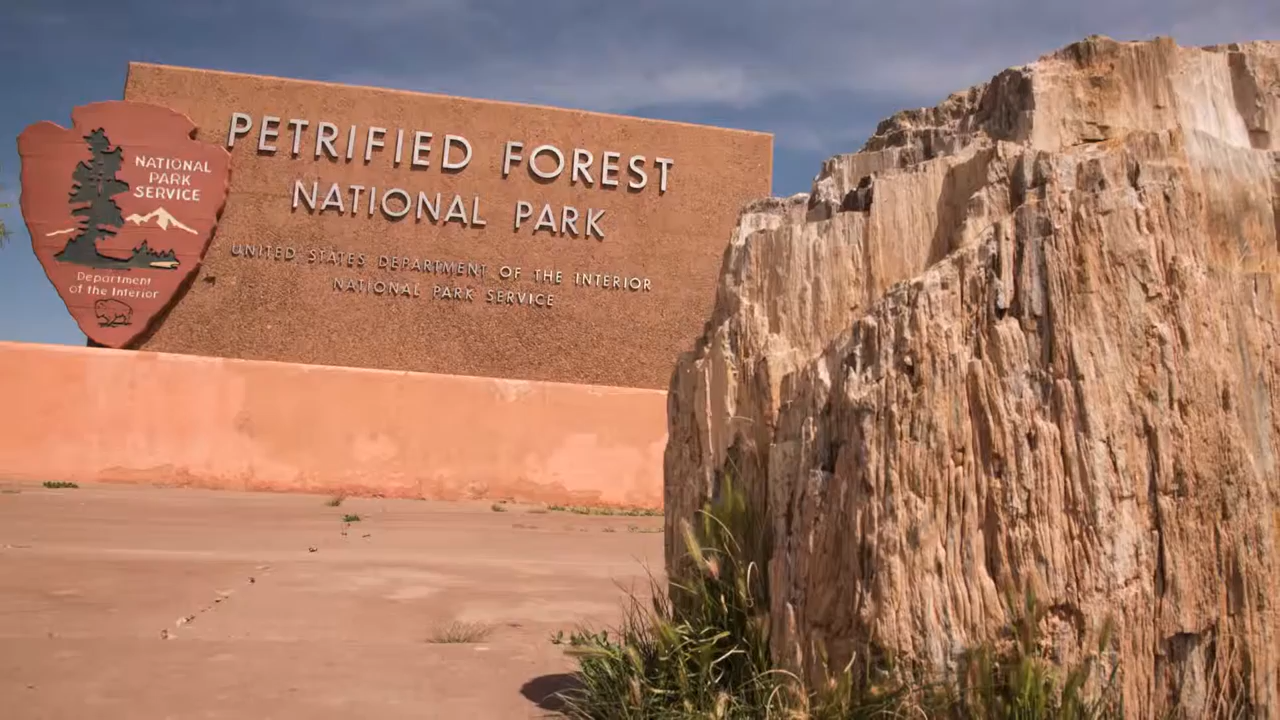 NATIONAL
PARK
SERVICE
Department
of the Interior
PETRIFIED FOREST
NATIONAL PARK
UNITED STATES DEPARTMENT OF THE INTERIOR
NATIONAL PARK SERVICE